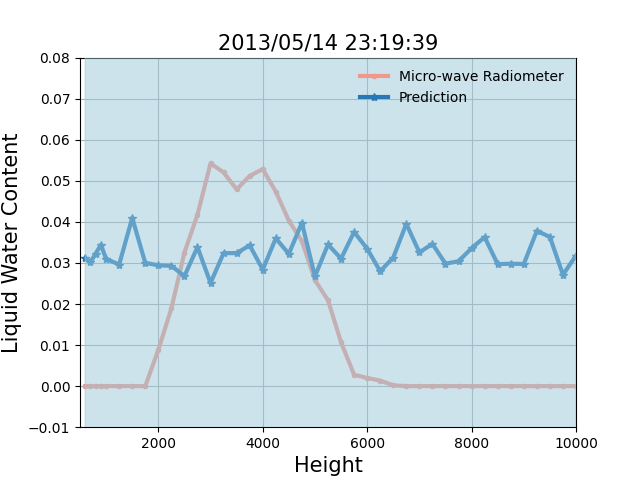 2013/05/14 23:19:39
Micro-wave Radiometer
Prediction
Liquid Water Content
0.08
0.07
0.06
0.05
0.04
0.03
0.02
0.01
0.00
−0.01
2000 4000 6000 8000 10000
Height